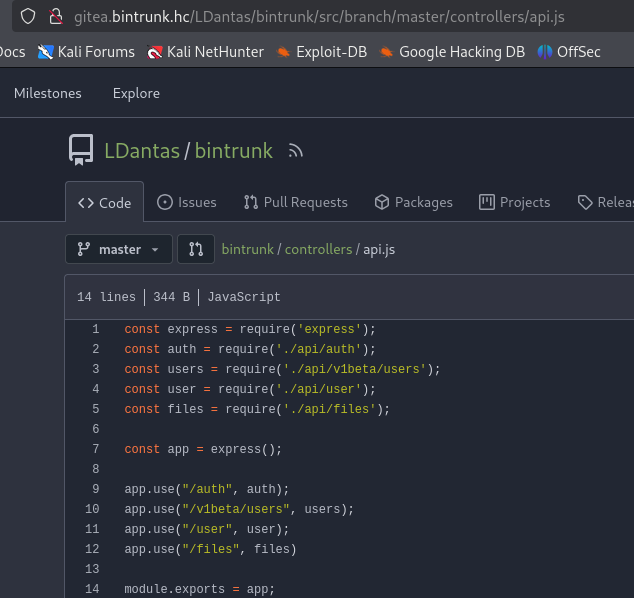 gitea.bintrunk.hc/LDantas/bintrunk/src/branch/master/controllers/api.js
Docs Kali Forums Kali NetHunter Exploit-DB Google Hacking DB OffSec
Milestones Explore
LDantas / bintrunk
Code Issues Pull Requests Packages Projects Relea
master bintrunk / controllers / api.js
14 lines | 344 B | JavaScript
1 const express = require('express');
2 const auth = require('./api/auth');
3 const users = require('./api/v1beta/users');
4 const user = require('./api/user');
5 const files = require('./api/files');
6
7 const app = express();
8
9 app.use("/auth", auth);
10 app.use("/v1beta/users", users);
11 app.use("/user", user);
12 app.use("/files", files)
13
14 module.exports = app;